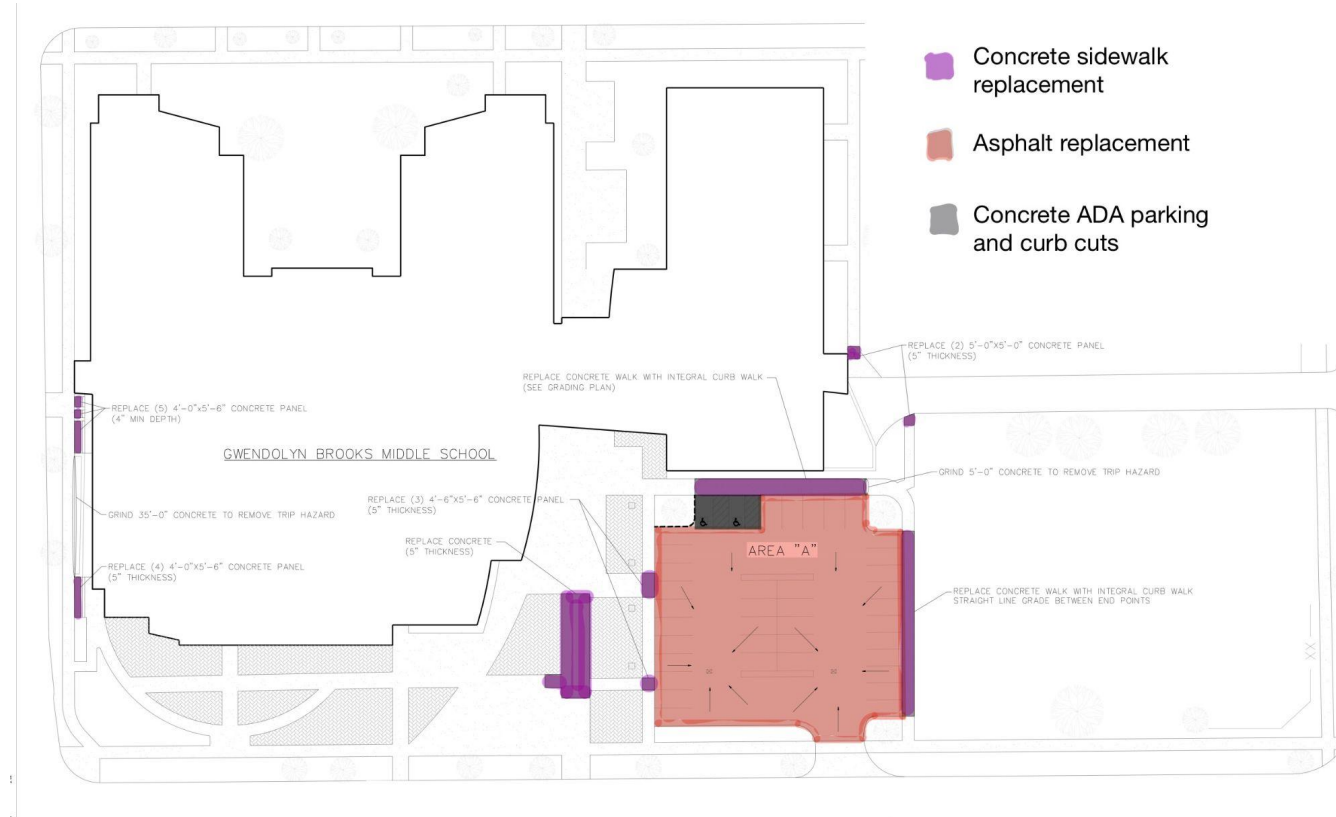 Concrete sidewalk
replacement
Asphalt replacement
Concrete ADA parking
and curb cuts
REPLACE (2) 5'-0"X5'-0" CONCRETE PANEL
(5" THICKNESS)
REPLACE CONCRETE WALK WITH INTEGRAL CURB WALK
(SEE GRADING PLAN)
REPLACE (5) 4'-0"x5'-6" CONCRETE PANEL
(4" MIN DEPTH)
GWENDOLYN BROOKS MIDDLE SCHOOL
GRIND 5'-0" CONCRETE TO REMOVE TRIP HAZARD
REPLACE (3) 4'-6"X5'-6" CONCRETE PANEL
(5" THICKNESS)
GRIND 35'-0" CONCRETE TO REMOVE TRIP HAZARD
REPLACE CONCRETE
(5" THICKNESS)
AREA "A"
REPLACE (4) 4'-0"X5'-6" CONCRETE PANEL
(5" THICKNESS)
REPLACE CONCRETE WALK WITH INTEGRAL CURB WALK
STRAIGHT LINE GRADE BETWEEN END POINTS
XX